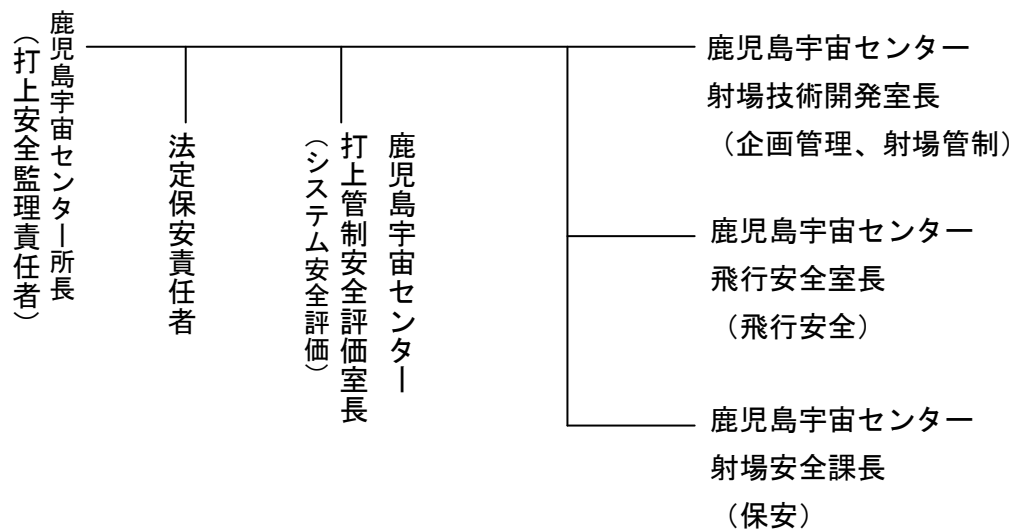 鹿児島宇宙センター所長
（打上安全監理責任者）
法定保安責任者
鹿児島宇宙センター
打上管制安全評価室長
（システム安全評価）
鹿児島宇宙センター
射場技術開発室長
（企画管理、射場管制）
鹿児島宇宙センター
飛行安全室長
（飛行安全）
鹿児島宇宙センター
射場安全課長
（保安）